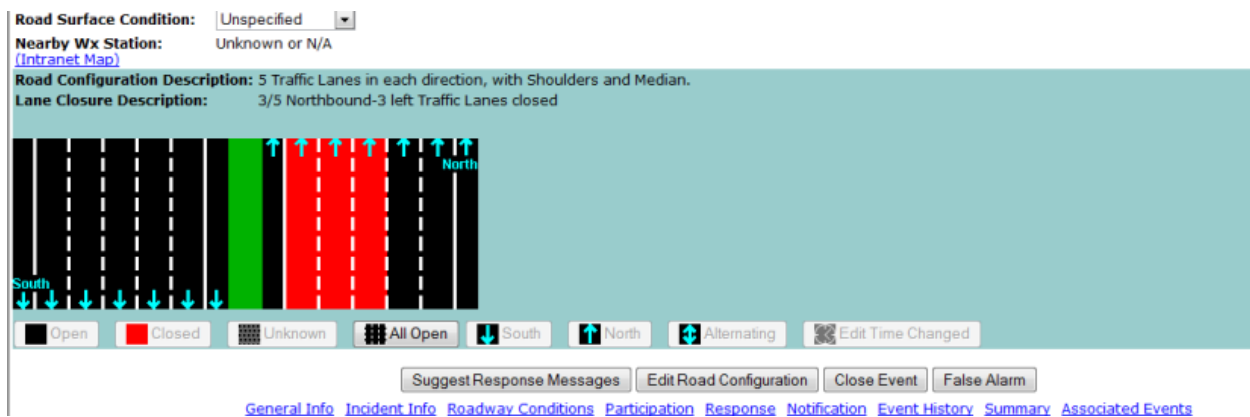 Road Surface Condition: Unspecified
Nearby Wx Station: Unknown or N/A
(Intranet Map)
Road Configuration Description: 5 Traffic Lanes in each direction, with Shoulders and Median.
Lane Closure Description: 3/5 Northbound-3 left Traffic Lanes closed
North
South
Open Closed Unknown All Open South North Alternating Edit Time Changed
Suggest Response Messages Edit Road Configuration Close Event False Alarm
General Info Incident Info Roadway Conditions Participation Response Notification Event History Summary Associated Events